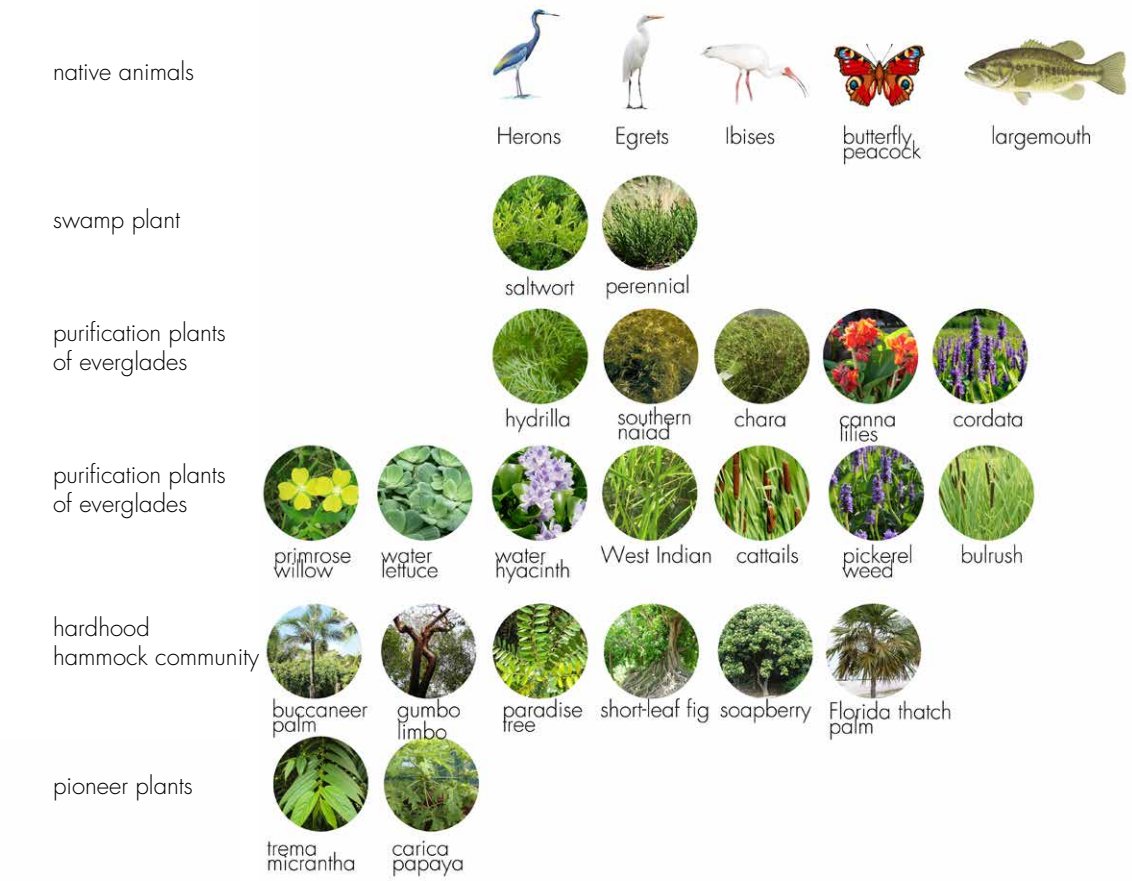 native animals
Herons
Egrets
Ibises
butterfly
peacock
largemouth
swamp plant
saltwort
perennial
purification plants
of everglades
hydrilla
southern
naiad
chara
canna
lilies
cordata
purification plants
of everglades
primrose
willow
water
lettuce
water
hyacinth
West Indian
cattails
pickerel
weed
bulrush
hardhood
hammock community
buccaneer
palm
gumbo
limbo
paradise
tree
short-leaf fig
soapberry
Florida thatch
palm
pioneer plants
trema
micrantha
carica
papaya